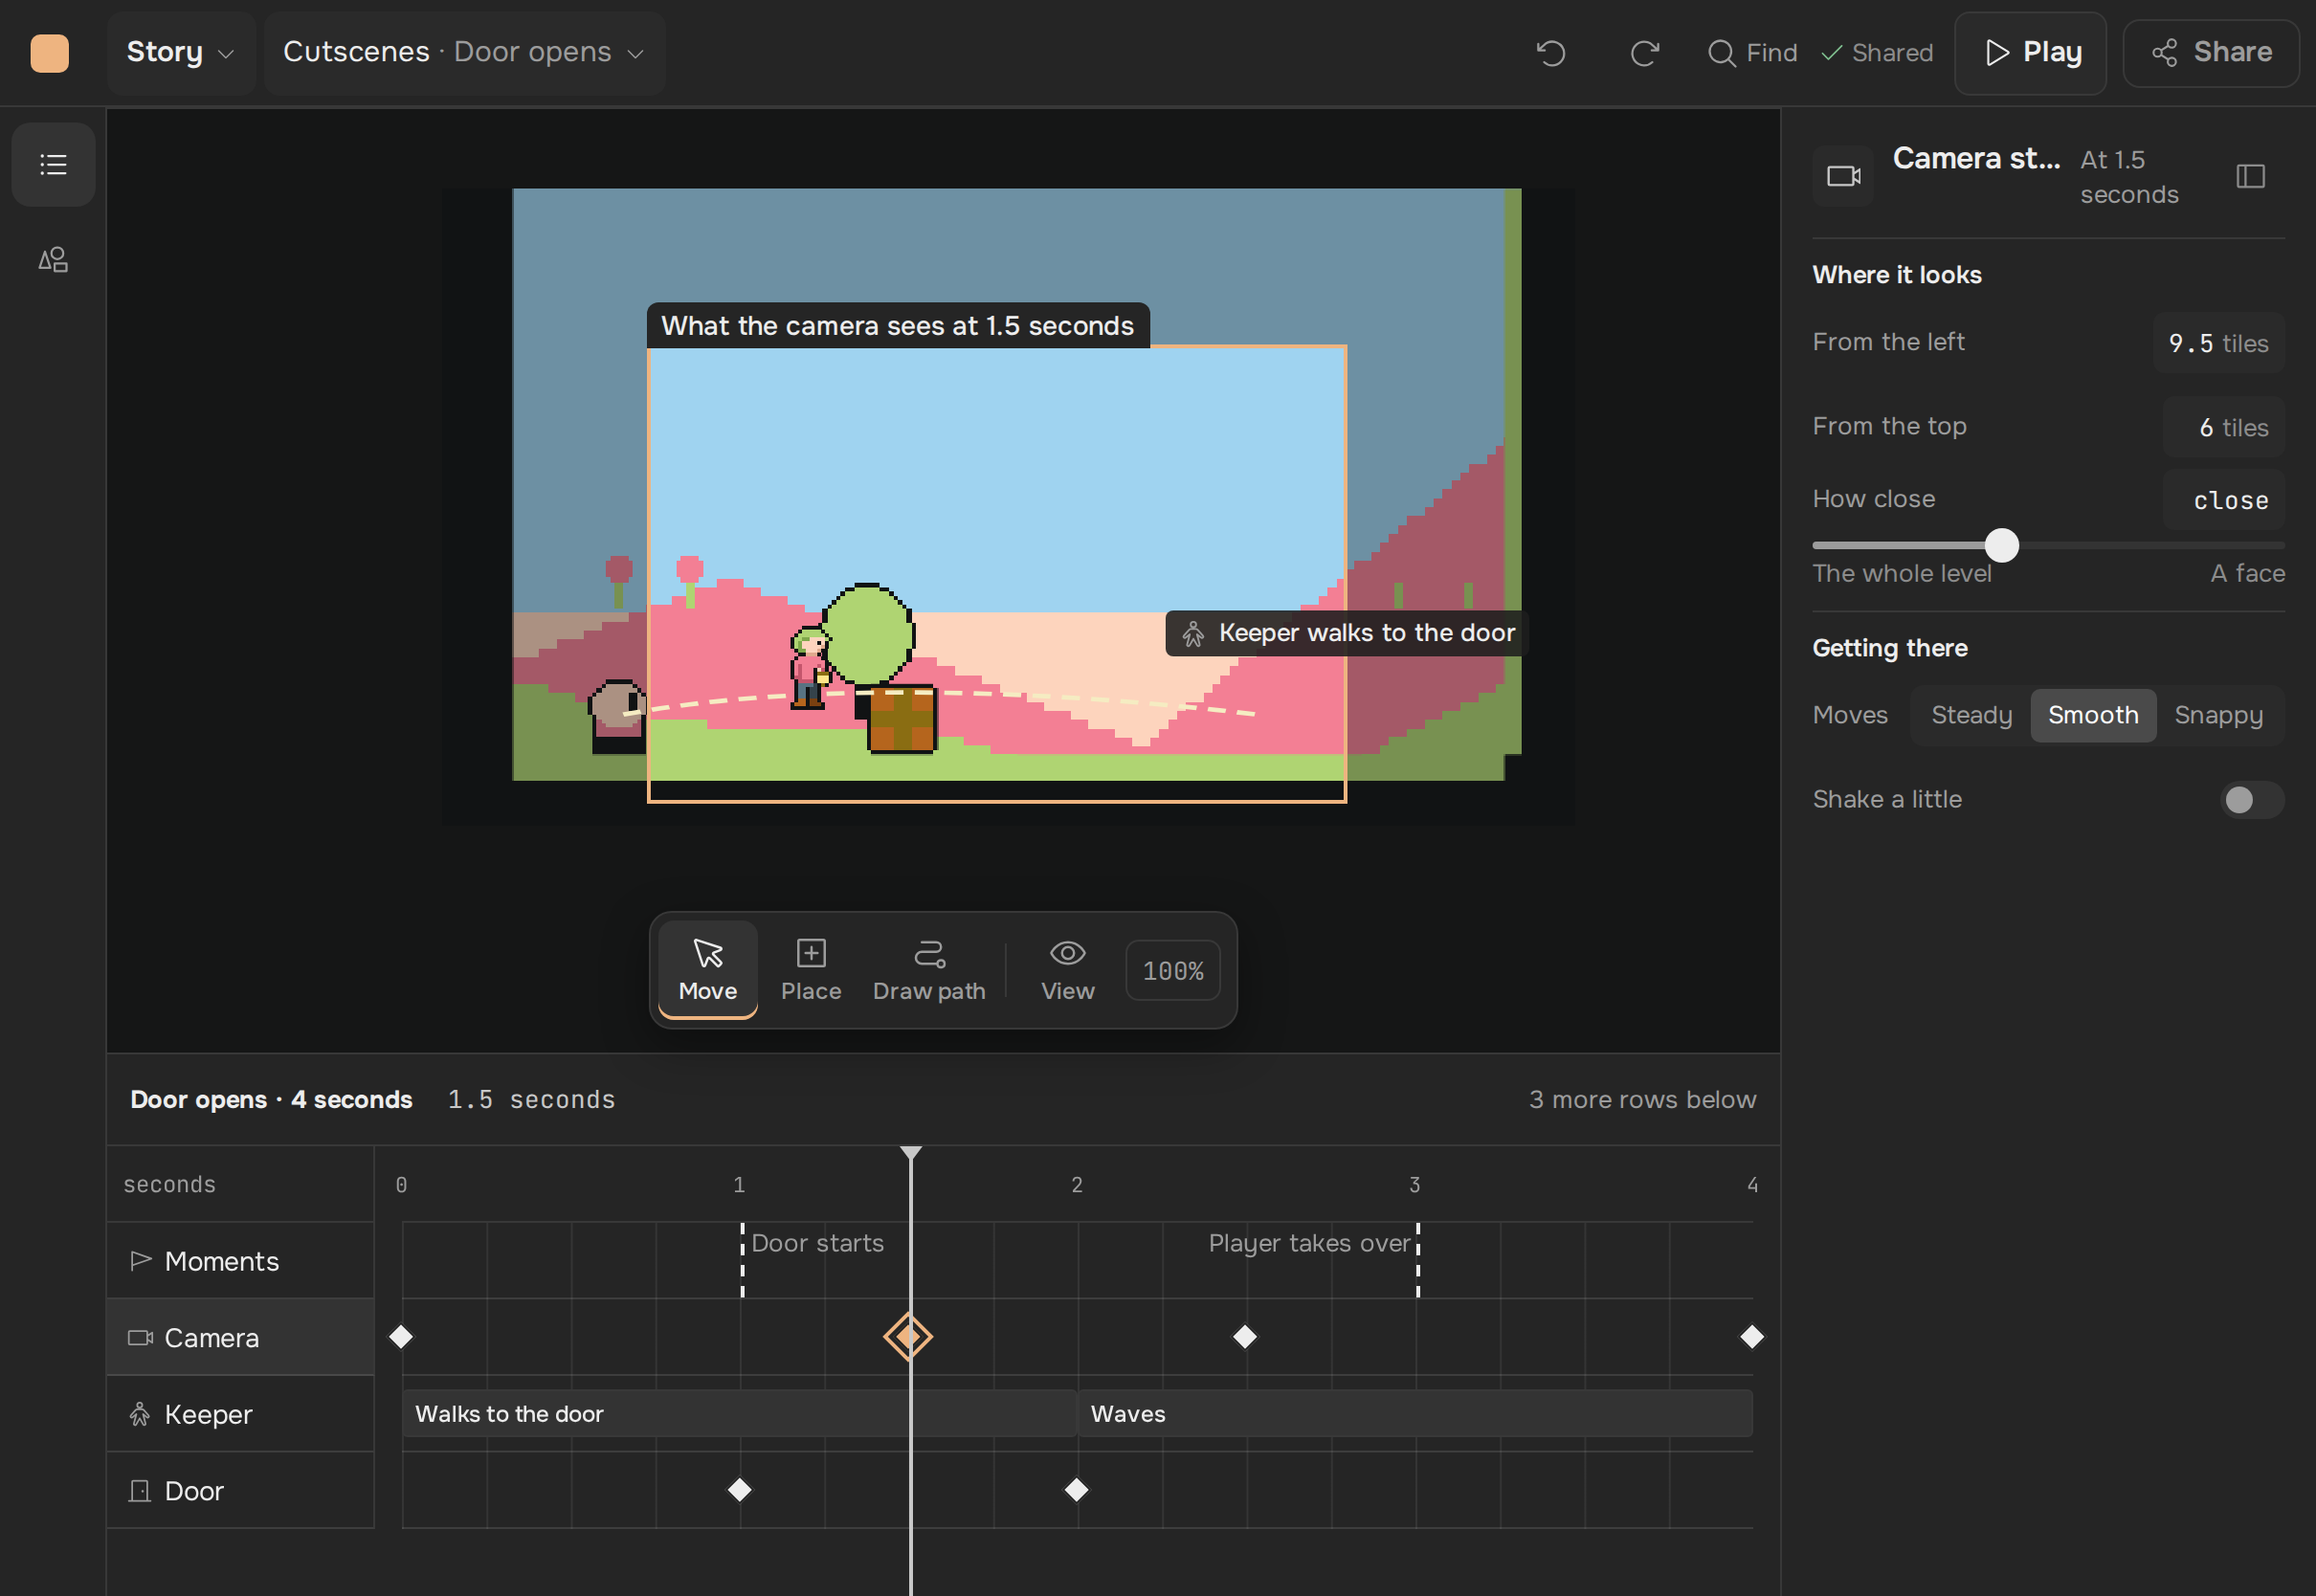 Story
Cutscenes · Door opens
Find
Shared
Play
Share
Camera st...
At 1.5
seconds
Where it looks
From the left
9.5 tiles
From the top
6 tiles
How close
close
The whole level
A face
Getting there
Moves
Steady
Smooth
Snappy
Shake a little
What the camera sees at 1.5 seconds
Keeper walks to the door
Move
Place
Draw path
View
100%
Door opens · 4 seconds
1.5 seconds
3 more rows below
seconds
0
1
2
3
4
Moments
Door starts
Player takes over
Camera
Keeper
Walks to the door
Waves
Door